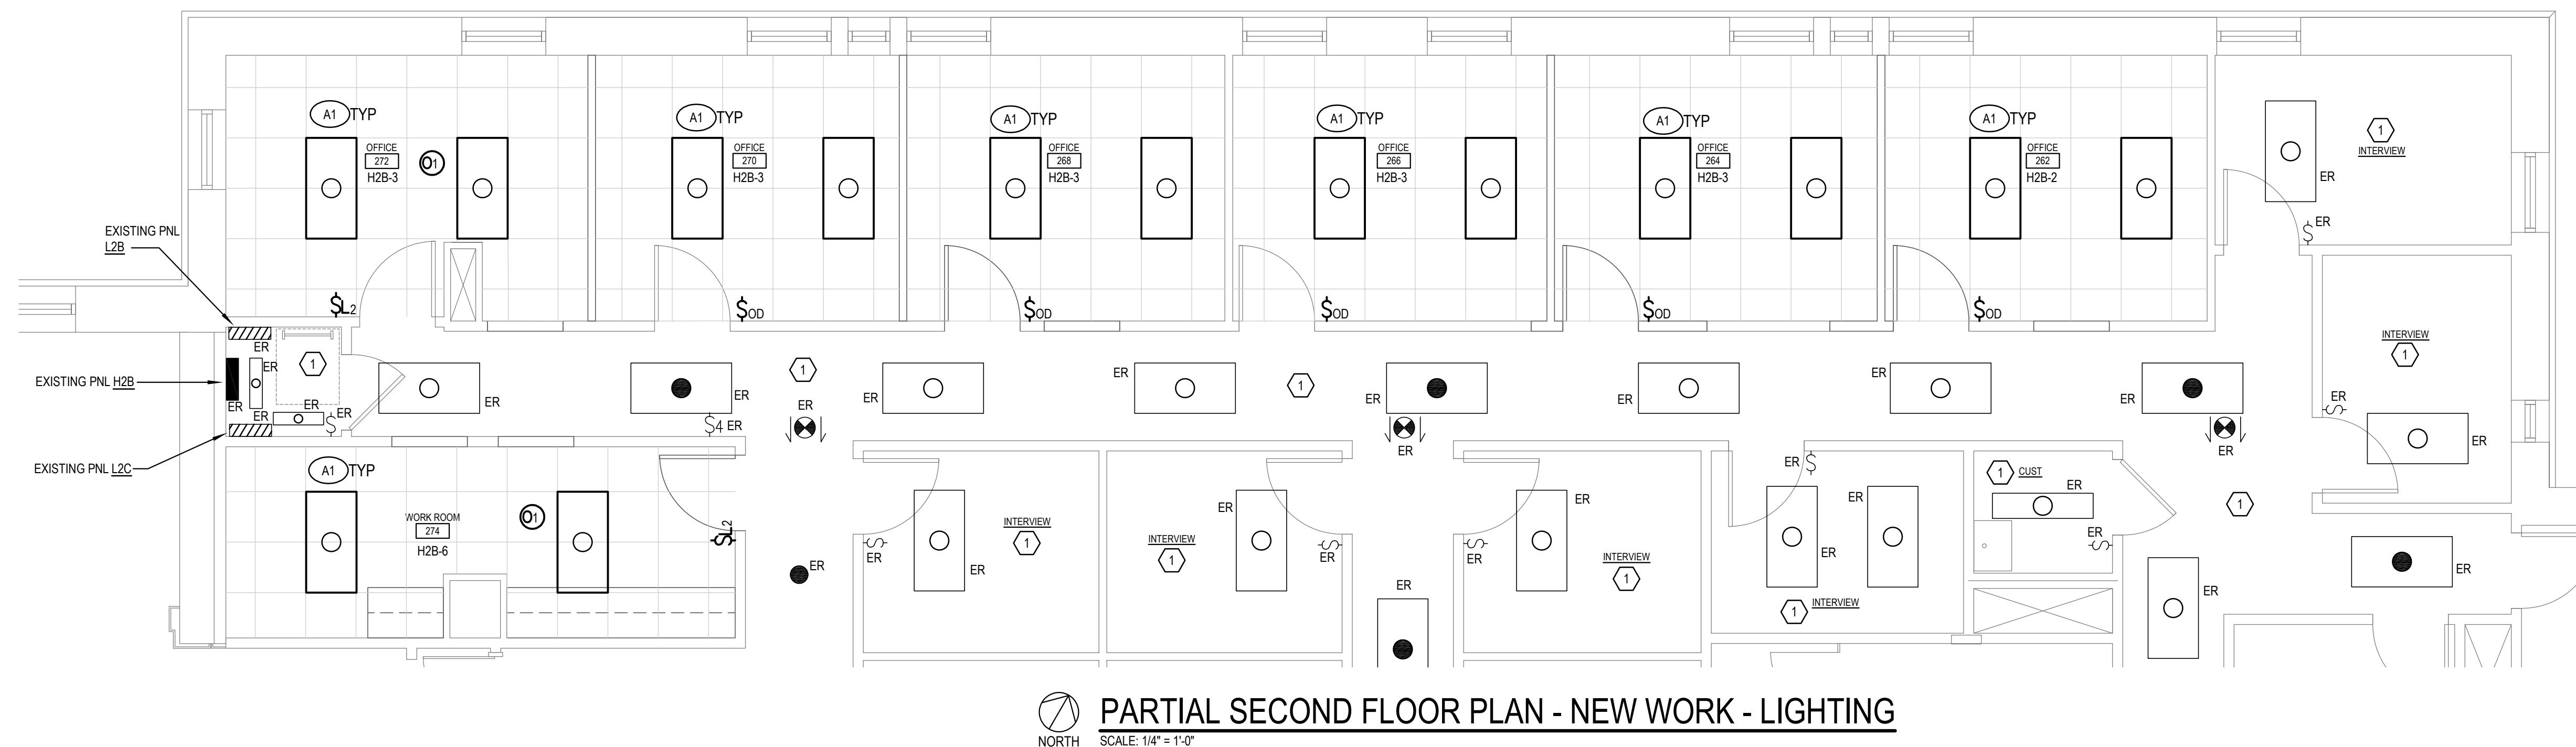 A1 TYP
A1 TYP
A1 TYP
A1 TYP
A1 TYP
A1 TYP
1
INTERVIEW
OFFICE
272
H2B-3
O1
OFFICE
270
H2B-3
OFFICE
268
H2B-3
OFFICE
266
H2B-3
OFFICE
264
H2B-3
OFFICE
262
H2B-2
ER
ER
$
EXISTING PNL
L2B
$L2
$OD
$OD
$OD
$OD
$OD
ER
ER
1
INTERVIEW
1
EXISTING PNL H2B
ER
ER
ER
ER
$
ER
ER
$4 ER
1
ER
ER
ER
1
ER
ER
ER
ER
ER
ER
ER
$
ER
EXISTING PNL L2C
A1 TYP
WORK ROOM
274
H2B-6
O1
$L2
ER
$
ER
ER
INTERVIEW
1
INTERVIEW
1
ER
$
ER
ER
$
ER
ER
INTERVIEW
1
ER $
ER
ER
1 INTERVIEW
1 CUST
ER
ER
$
1
ER
ER
PARTIAL SECOND FLOOR PLAN - NEW WORK - LIGHTING
NORTH
SCALE: 1/4" = 1'-0"